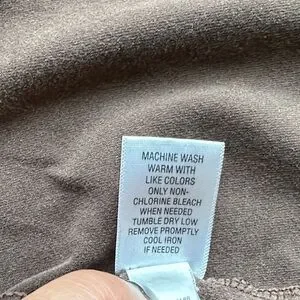 MACHINE WASH
WARM WITH
LIKE COLORS
ONLY NON-
CHLORINE BLEACH
WHEN NEEDED
TUMBLE DRY LOW
REMOVE PROMPTLY
COOL IRON
IF NEEDED